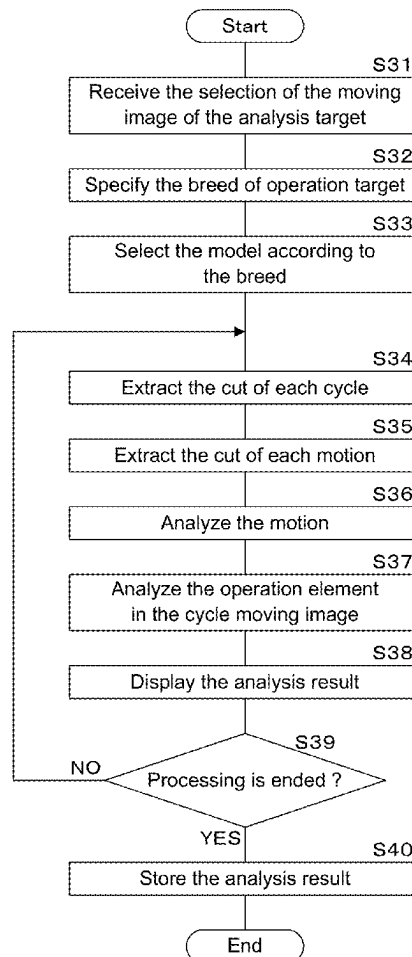 Start
S31
Receive the selection of the moving
image of the analysis target
S32
Specify the breed of operation target
S33
Select the model according to
the breed
S34
Extract the cut of each cycle
S35
Extract the cut of each motion
S36
Analyze the motion
S37
Analyze the operation element
in the cycle moving image
S38
Display the analysis result
S39
NO
Processing is ended ?
YES
S40
Store the analysis result
End